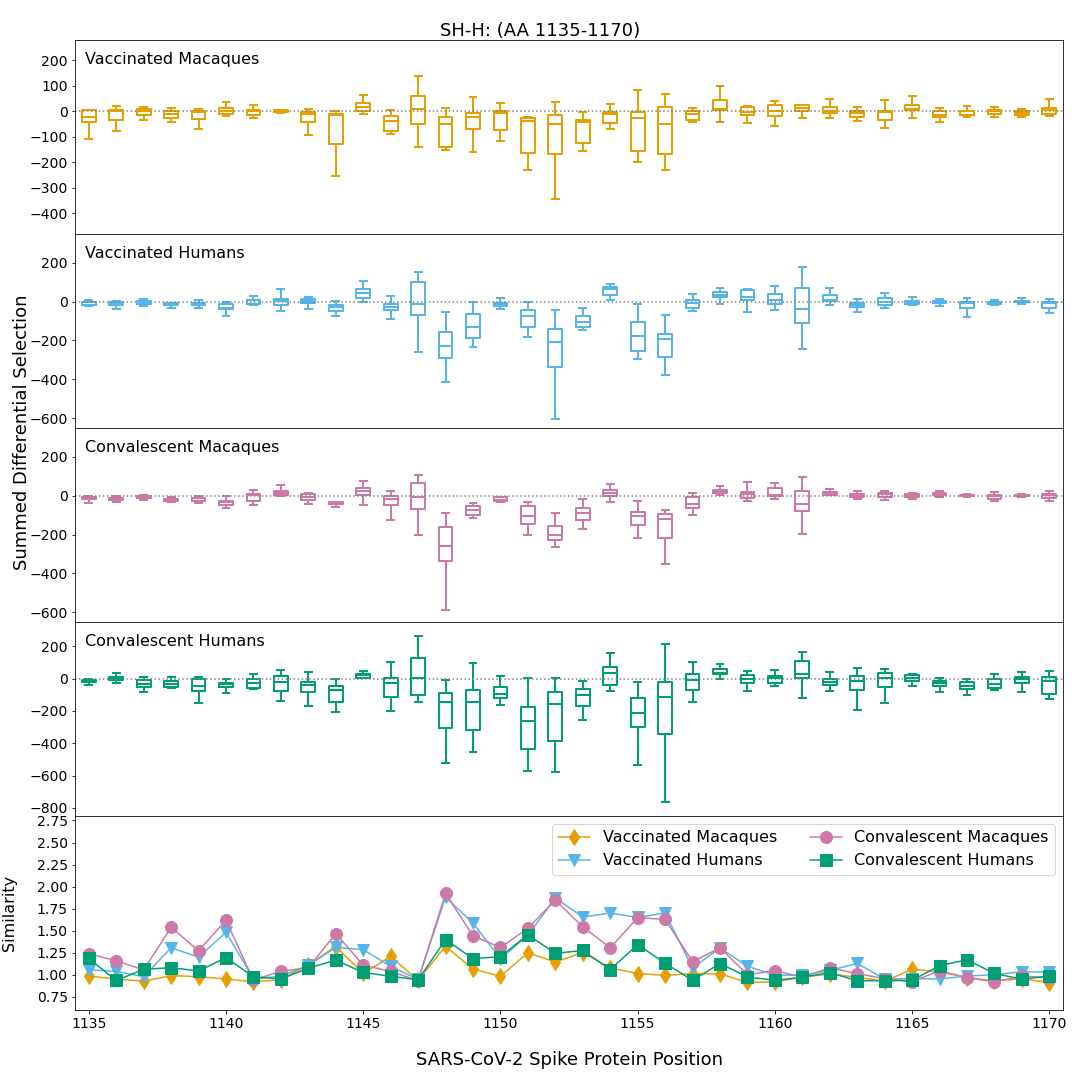 SH-H: (AA 1135-1170)
Summed Differential Selection
Vaccinated Macaques
200
100
0
−100
−200
−300
−400
Vaccinated Humans
200
0
−200
−400
−600
Convalescent Macaques
200
0
−200
−400
−600
Convalescent Humans
200
0
−200
−400
−600
−800
Similarity
2.75
2.50
2.25
2.00
1.75
1.50
1.25
1.00
0.75
Vaccinated Macaques
Vaccinated Humans
Convalescent Macaques
Convalescent Humans
1135 1140 1145 1150 1155 1160 1165 1170
SARS-CoV-2 Spike Protein Position